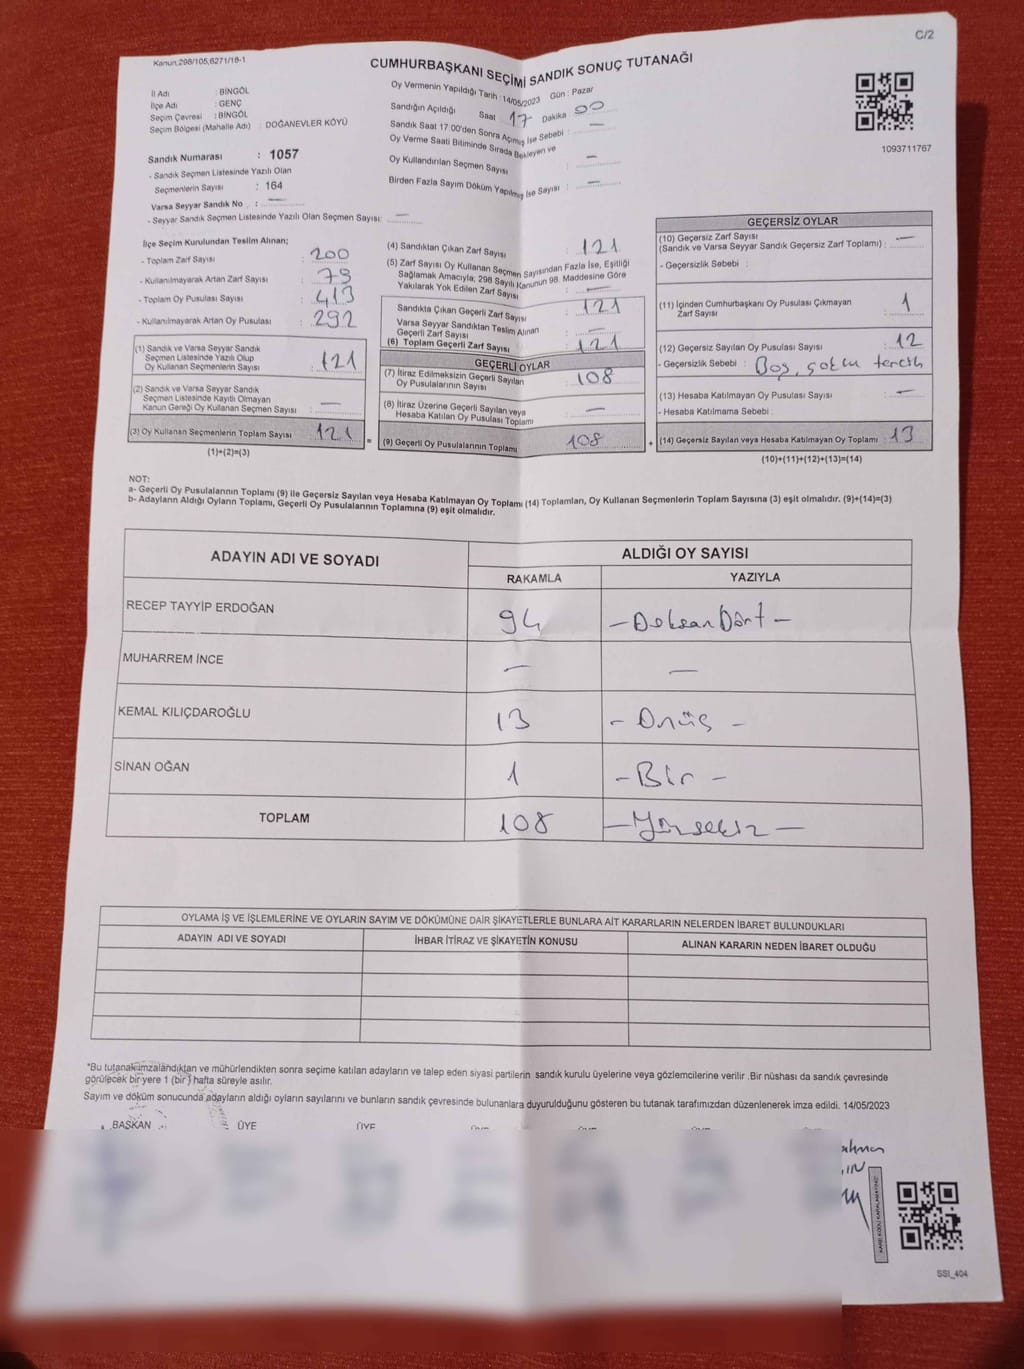 C/2
Kanun:298/105,6271/16-1
CUMHURBAŞKANI SEÇİMİ SANDIK SONUÇ TUTANAĞI
İl Adı : BİNGÖL
İlçe Adı : GENÇ
Seçim Çevresi : BİNGÖL
Seçim Bölgesi (Mahalle Adı) : DOĞANEVLER KÖYÜ
Sandık Numarası : 1057
- Sandık Seçmen Listesinde Yazılı Olan
Seçmenlerin Sayısı : 164
Varsa Seyyar Sandık No : —
- Seyyar Sandık Seçmen Listesinde Yazılı Olan Seçmen Sayısı: —
Oy Vermenin Yapıldığı Tarih : 14/05/2023 Gün : Pazar
Sandığın Açıldığı Saat : 17 Dakika : 00
Sandık Saat 17.00'den Sonra Açılmış İse Sebebi : —
Oy Verme Saati Bitiminde Sırada Bekleyen ve
Oy Kullandırılan Seçmen Sayısı : —
Birden Fazla Sayım Döküm Yapılmış İse Sayısı : —
1093711767
İlçe Seçim Kurulundan Teslim Alınan;
- Toplam Zarf Sayısı : 200
- Kullanılmayarak Artan Zarf Sayısı : 79
- Toplam Oy Pusulası Sayısı : 413
- Kullanılmayarak Artan Oy Pusulası : 292
(1) Sandık ve Varsa Seyyar Sandık
Seçmen Listesinde Yazılı Olup
Oy Kullanan Seçmenlerin Sayısı : 121
(2) Sandık ve Varsa Seyyar Sandık
Seçmen Listesinde Kayıtlı Olmayan
Kanun Gereği Oy Kullanan Seçmen Sayısı : —
(3) Oy Kullanan Seçmenlerin Toplam Sayısı : 121
(1)+(2)=(3)
=
(4) Sandıktan Çıkan Zarf Sayısı : 121
(5) Zarf Sayısı Oy Kullanan Seçmen Sayısından Fazla İse, Eşitliği
Sağlamak Amacıyla; 298 Sayılı Kanunun 98. Maddesine Göre
Yakılarak Yok Edilen Zarf Sayısı : —
Sandıkta Çıkan Geçerli Zarf Sayısı : 121
Varsa Seyyar Sandıktan Teslim Alınan
Geçerli Zarf Sayısı : —
(6) Toplam Geçerli Zarf Sayısı : 121
GEÇERLİ OYLAR
(7) İtiraz Edilmeksizin Geçerli Sayılan
Oy Pusulalarının Sayısı : 108
(8) İtiraz Üzerine Geçerli Sayılan veya
Hesaba Katılan Oy Pusulası Toplamı : —
(9) Geçerli Oy Pusulalarının Toplamı : 108
+
GEÇERSİZ OYLAR
(10) Geçersiz Zarf Sayısı
(Sandık ve Varsa Seyyar Sandık Geçersiz Zarf Toplamı) : —
- Geçersizlik Sebebi :
(11) İçinden Cumhurbaşkanı Oy Pusulası Çıkmayan
Zarf Sayısı : 1
(12) Geçersiz Sayılan Oy Pusulası Sayısı : 12
- Geçersizlik Sebebi : Boş,
(13) Hesaba Katılmayan Oy Pusulası Sayısı : —
- Hesaba Katılmama Sebebi :
(14) Geçersiz Sayılan veya Hesaba Katılmayan Oy Toplamı : 13
(10)+(11)+(12)+(13)=(14)
NOT:
a- Geçerli Oy Pusulalarının Toplamı (9) ile Geçersiz Sayılan veya Hesaba Katılmayan Oy Toplamı (14) Toplamları, Oy Kullanan Seçmenlerin Toplam Sayısına (3) eşit olmalıdır. (9)+(14)=(3)
b- Adayların Aldığı Oyların Toplamı, Geçerli Oy Pusulalarının Toplamına (9) eşit olmalıdır.
ADAYIN ADI VE SOYADI ALDIĞI OY SAYISI
RAKAMLA YAZIYLA
RECEP TAYYİP ERDOĞAN 94 – Doksan Dört –
MUHARREM İNCE — —
KEMAL KILIÇDAROĞLU 13 – Onüç –
SİNAN OĞAN 1 – Bir –
TOPLAM 108 – Yüzsekiz –
OYLAMA İŞ VE İŞLEMLERİNE VE OYLARIN SAYIM VE DÖKÜMÜNE DAİR ŞİKAYETLERLE BUNLARA AİT KARARLARIN NELERDEN İBARET BULUNDUKLARI
ADAYIN ADI VE SOYADI İHBAR İTİRAZ VE ŞİKAYETİN KONUSU ALINAN KARARIN NEDEN İBARET OLDUĞU
*Bu tutanak imzalandıktan ve mühürlendikten sonra seçime katılan adayların ve talep eden siyasi partilerin sandık kurulu üyelerine veya gözlemcilerine verilir .Bir nüshası da sandık çevresinde
görülecek bir yere 1 (bir) hafta süreyle asılır.
Sayım ve döküm sonucunda adayların aldığı oyların sayılarını ve bunların sandık çevresinde bulunanlara duyurulduğunu gösteren bu tutanak tarafımızdan düzenlenerek imza edildi. 14/05/2023
BAŞKAN ÜYE ÜYE
SSI_404